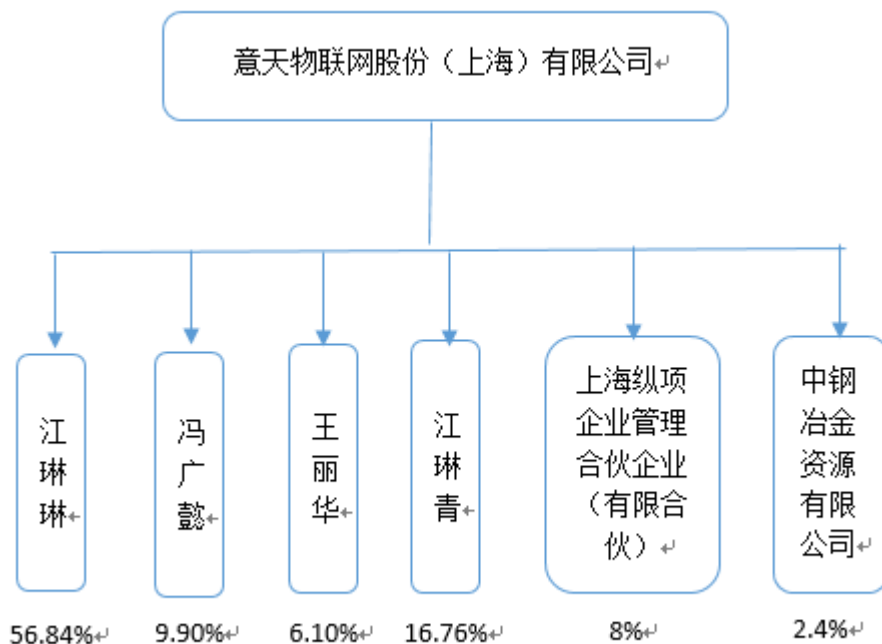 意天物联网股份（上海）有限公司
江琳琳
冯广懿
王丽华
江琳青
上海纵项
企业管理
合伙企业
（有限合
伙）
中钢
冶金
资源
有限
公司
56.84%
9.90%
6.10%
16.76%
8%
2.4%